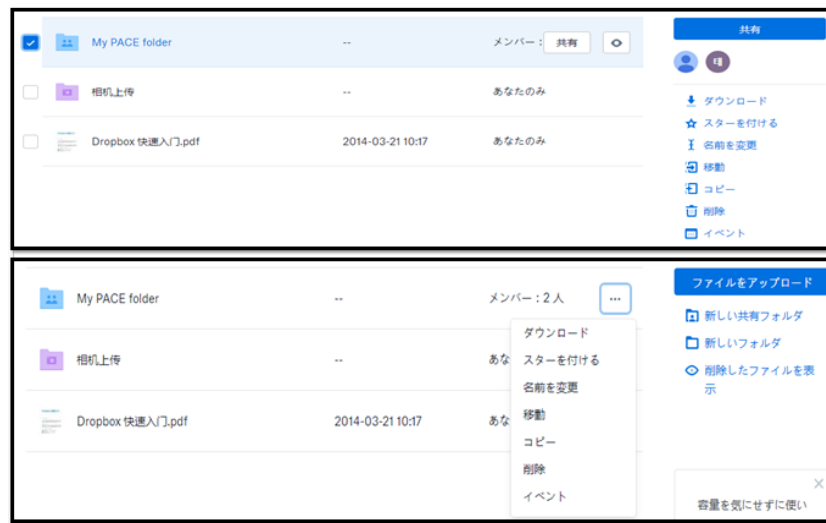 My PACE folder -- メンバー： 共有
相机上传 -- あなたのみ
Dropbox 快速入门.pdf 2014-03-21 10:17 あなたのみ
共有
ダウンロード
スターを付ける
名前を変更
移動
コピー
削除
イベント
My PACE folder -- メンバー：2 人 ...
相机上传 -- あな
Dropbox 快速入门.pdf 2014-03-21 10:17 あな
ダウンロード
スターを付ける
名前を変更
移動
コピー
削除
イベント
ファイルをアップロード
新しい共有フォルダ
新しいフォルダ
削除したファイルを表
示
容量を気にせずに使い